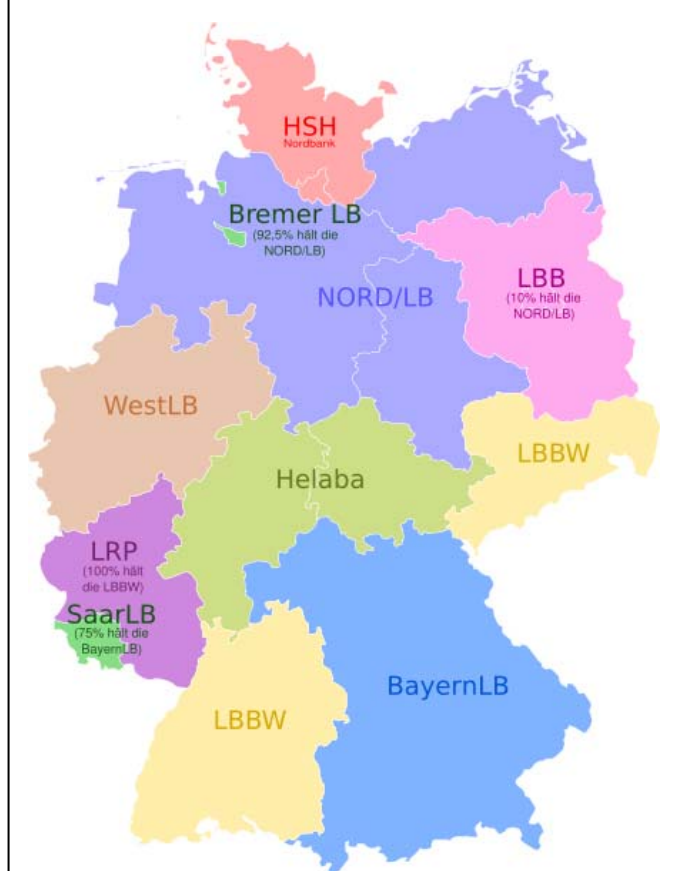 HSH
Nordbank
Bremer LB
(92,5% hält die
NORD/LB)
LBB
(10% hält die
NORD/LB)
NORD/LB
WestLB
LBBW
Helaba
LRP
(100% hält
die LBBW)
SaarLB
(75% hält die
BayernLB)
BayernLB
LBBW